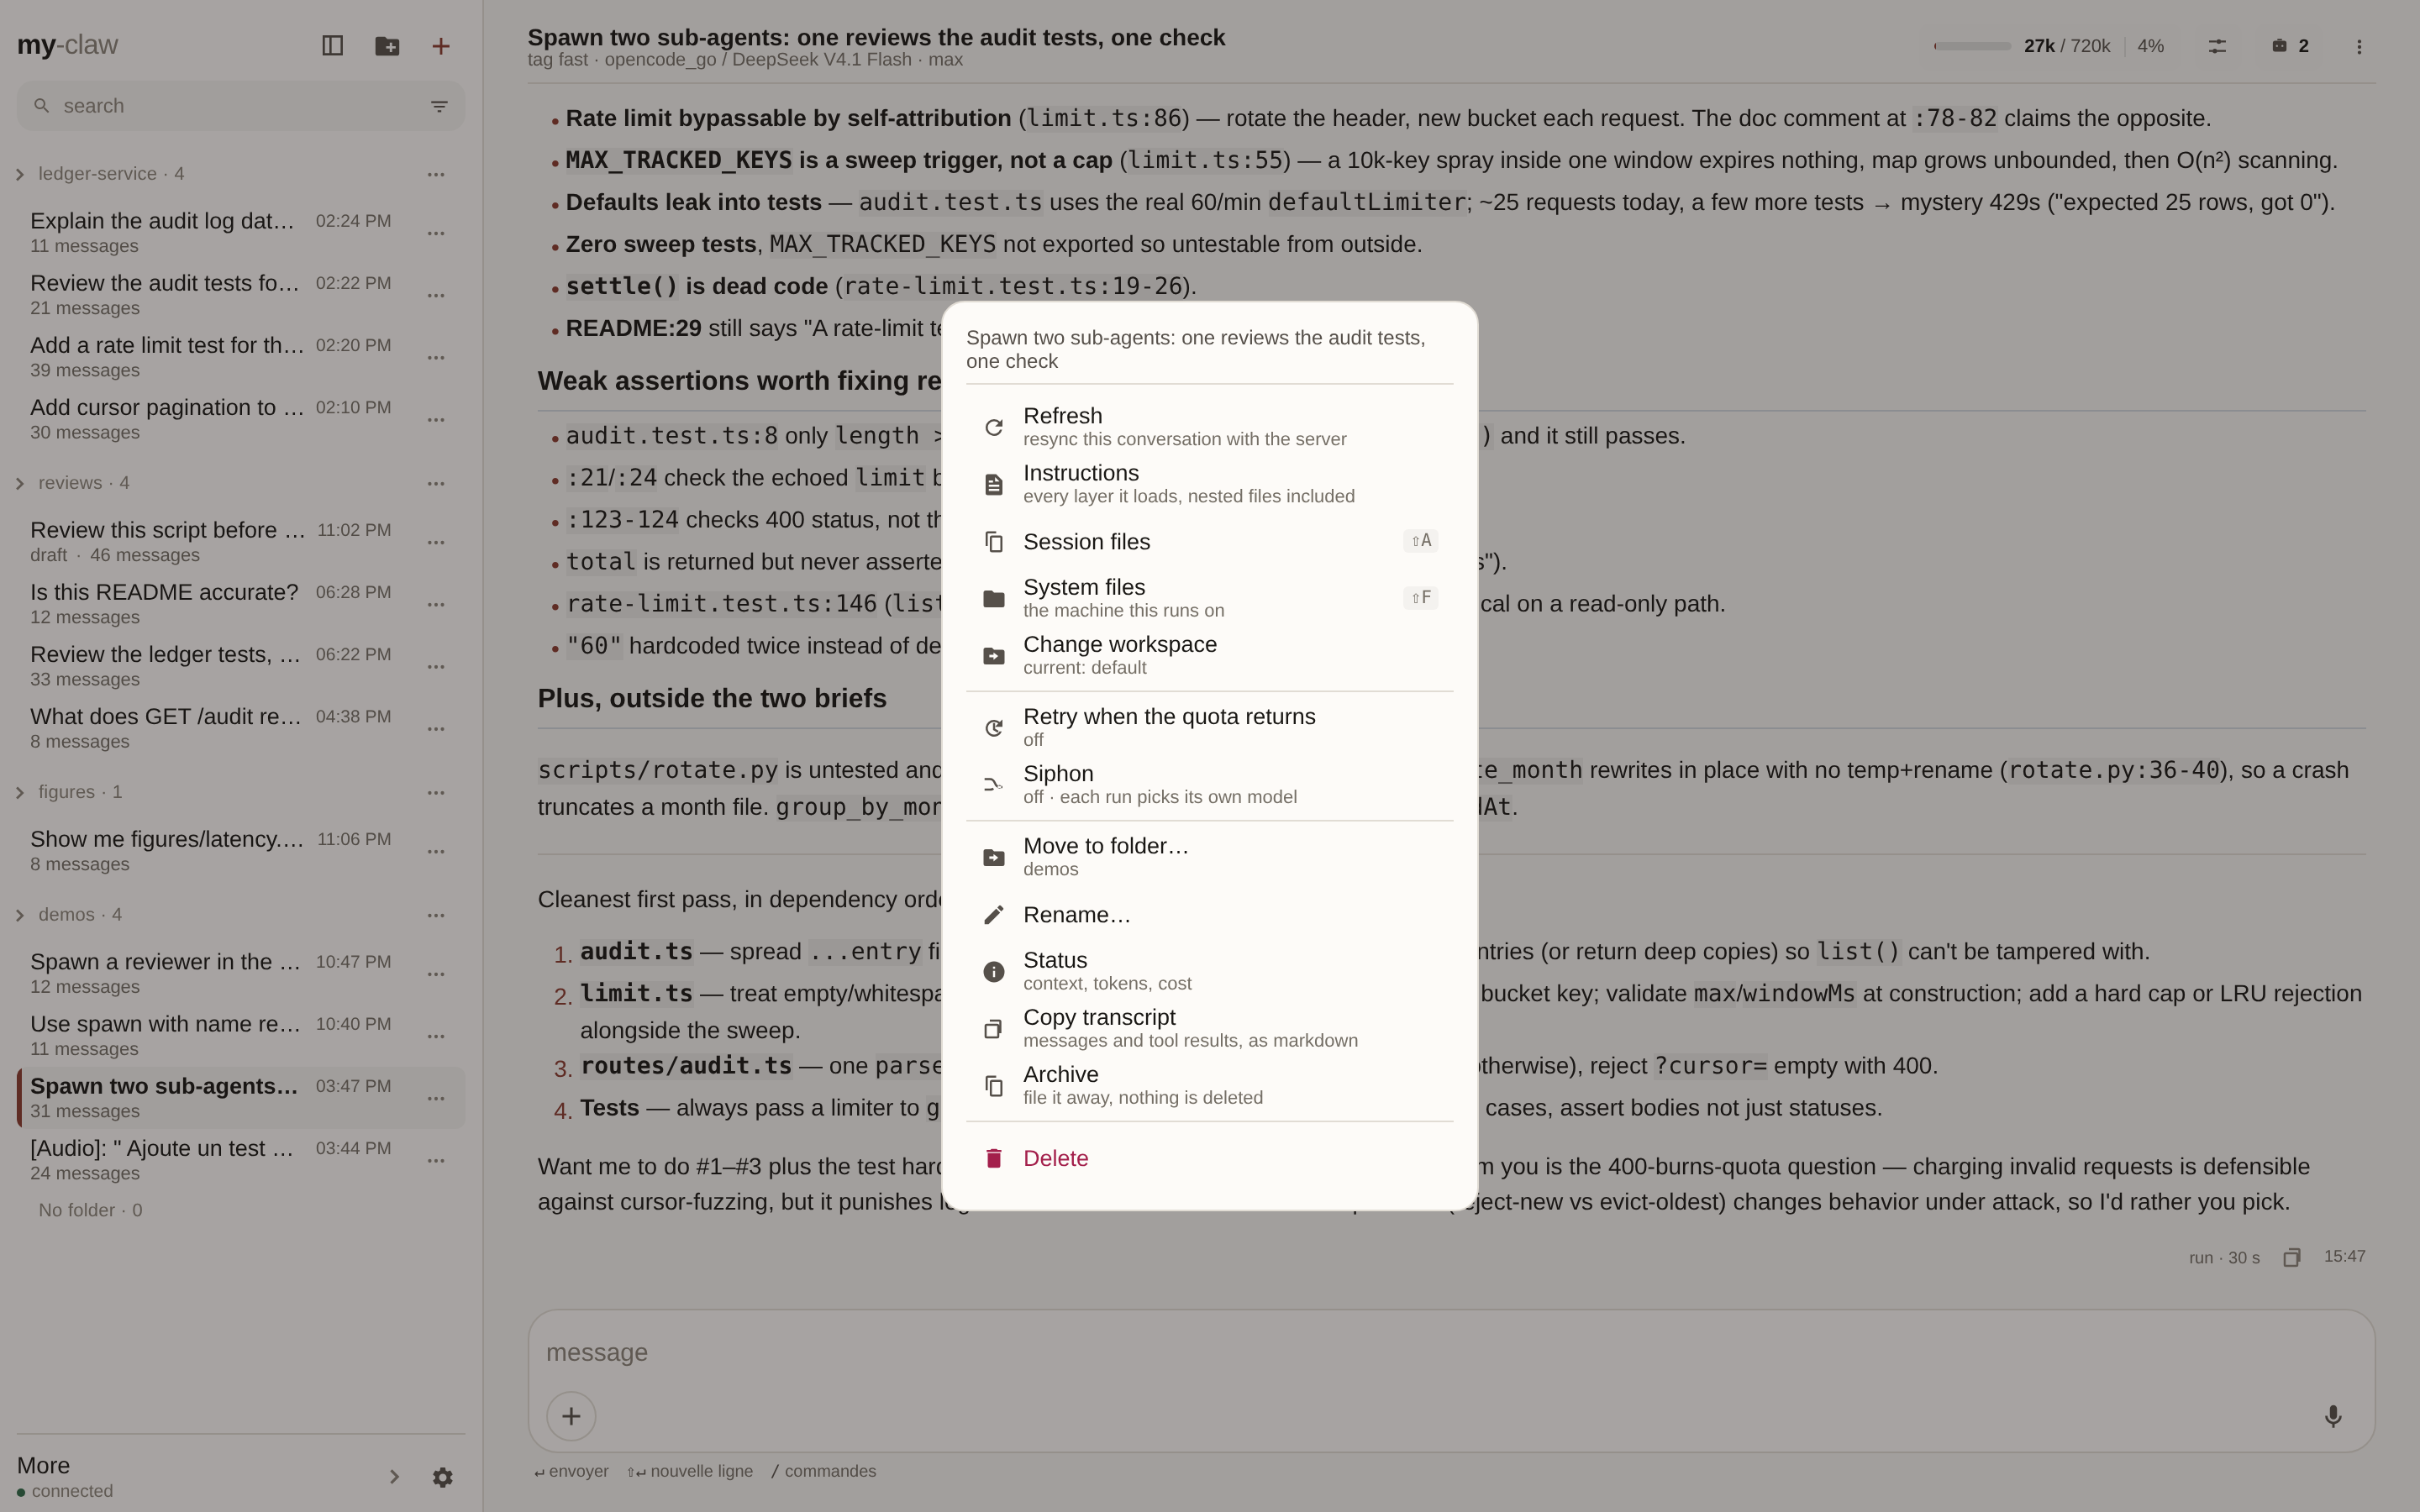 my-claw
search
ledger-service · 4
Explain the audit log dat… 02:24 PM
11 messages
Review the audit tests fo… 02:22 PM
21 messages
Add a rate limit test for th… 02:20 PM
39 messages
Add cursor pagination to … 02:10 PM
30 messages
reviews · 4
Review this script before … 11:02 PM
draft · 46 messages
Is this README accurate? 06:28 PM
12 messages
Review the ledger tests, … 06:22 PM
33 messages
What does GET /audit re… 04:38 PM
8 messages
figures · 1
Show me figures/latency.… 11:06 PM
8 messages
demos · 4
Spawn a reviewer in the … 10:47 PM
12 messages
Use spawn with name re… 10:40 PM
11 messages
Spawn two sub-agents… 03:47 PM
31 messages
[Audio]: " Ajoute un test … 03:44 PM
24 messages
No folder · 0
More
connected
Spawn two sub-agents: one reviews the audit tests, one check
tag fast · opencode_go / DeepSeek V4.1 Flash · max
27k / 720k 4% 2
• Rate limit bypassable by self-attribution (limit.ts:86) — rotate the header, new bucket each request. The doc comment at :78-82 claims the opposite.
• MAX_TRACKED_KEYS is a sweep trigger, not a cap (limit.ts:55) — a 10k-key spray inside one window expires nothing, map grows unbounded, then O(n²) scanning.
• Defaults leak into tests — audit.test.ts uses the real 60/min defaultLimiter; ~25 requests today, a few more tests → mystery 429s ("expected 25 rows, got 0").
• Zero sweep tests, MAX_TRACKED_KEYS not exported so untestable from outside.
• settle() is dead code (rate-limit.test.ts:19-26).
• README:29 still says "A rate-limit
Weak assertions worth fixing
• audit.test.ts:8 only length > ) and it still passes.
• :21/:24 check the echoed limit
• :123-124 checks 400 status, not
• total is returned but never s").
• rate-limit.test.ts:146 ( on a read-only path.
• "60" hardcoded twice instead of
Plus, outside the two briefs
scripts/rotate.py is untested and rewrites in place with no temp+rename (rotate.py:36-40), so a crash
truncates a month file.
Cleanest first pass, in dependency
1. audit.ts — spread ...entry (or return deep copies) so list() can't be tampered with.
2. limit.ts — treat bucket key; validate max/windowMs at construction; add a hard cap or LRU rejection
alongside the sweep.
3. routes/audit.ts — one reject ?cursor= empty with 400.
4. Tests — always pass a limiter to cases, assert bodies not just statuses.
Want me to do #1–#3 plus the test you is the 400-burns-quota question — charging invalid requests is defensible
against cursor-fuzzing, but it punishes vs evict-oldest) changes behavior under attack, so I'd rather you pick.
run · 30 s 15:47
message
↵ envoyer ⇧↵ nouvelle ligne / commandes
Spawn two sub-agents: one reviews the audit tests,
one check
Refresh
resync this conversation with the server
Instructions
every layer it loads, nested files included
Session files ⇧A
System files ⇧F
the machine this runs on
Change workspace
current: default
Retry when the quota returns
off
Siphon
off · each run picks its own model
Move to folder…
demos
Rename…
Status
context, tokens, cost
Copy transcript
messages and tool results, as markdown
Archive
file it away, nothing is deleted
Delete